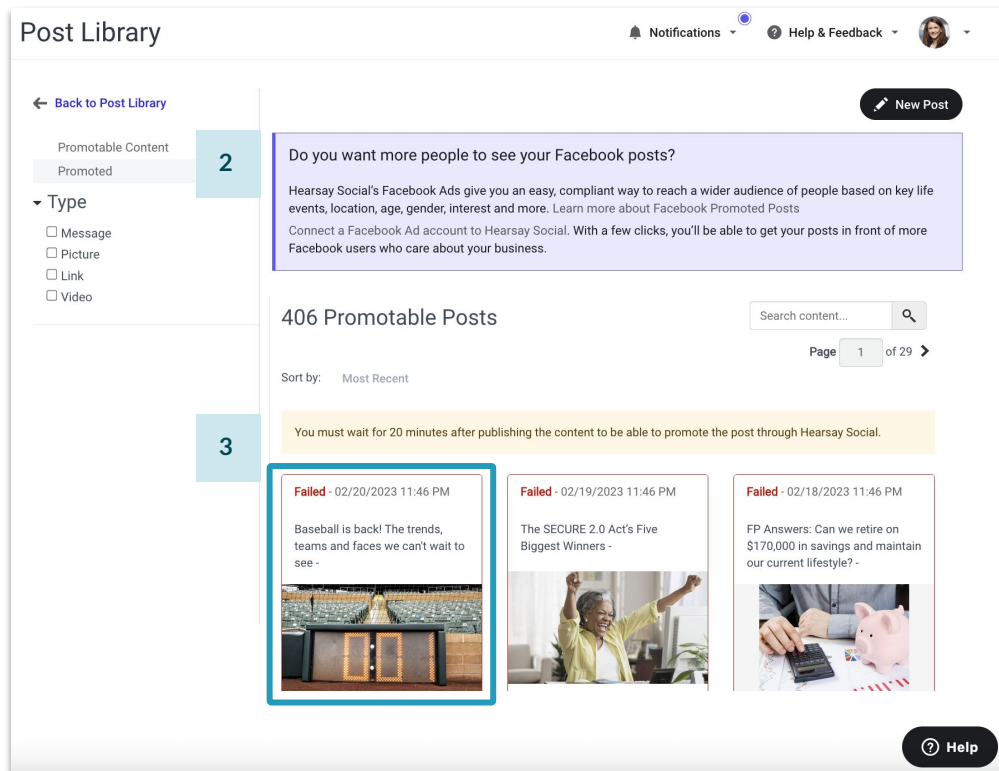 Post Library
Notifications
Help & Feedback
Back to Post Library
New Post
Promotable Content
Promoted
2
Type
Message
Picture
Link
Video
Do you want more people to see your Facebook posts?
Hearsay Social's Facebook Ads give you an easy, compliant way to reach a wider audience of people based on key life
events, location, age, gender, interest and more. Learn more about Facebook Promoted Posts
Connect a Facebook Ad account to Hearsay Social. With a few clicks, you'll be able to get your posts in front of more
Facebook users who care about your business.
406 Promotable Posts
Search content...
Page 1 of 29
Sort by: Most Recent
3
You must wait for 20 minutes after publishing the content to be able to promote the post through Hearsay Social.
Failed - 02/20/2023 11:46 PM
Baseball is back! The trends,
teams and faces we can't wait to
see -
Failed - 02/19/2023 11:46 PM
The SECURE 2.0 Act's Five
Biggest Winners -
Failed - 02/18/2023 11:46 PM
FP Answers: Can we retire on
$170,000 in savings and maintain
our current lifestyle? -
Help